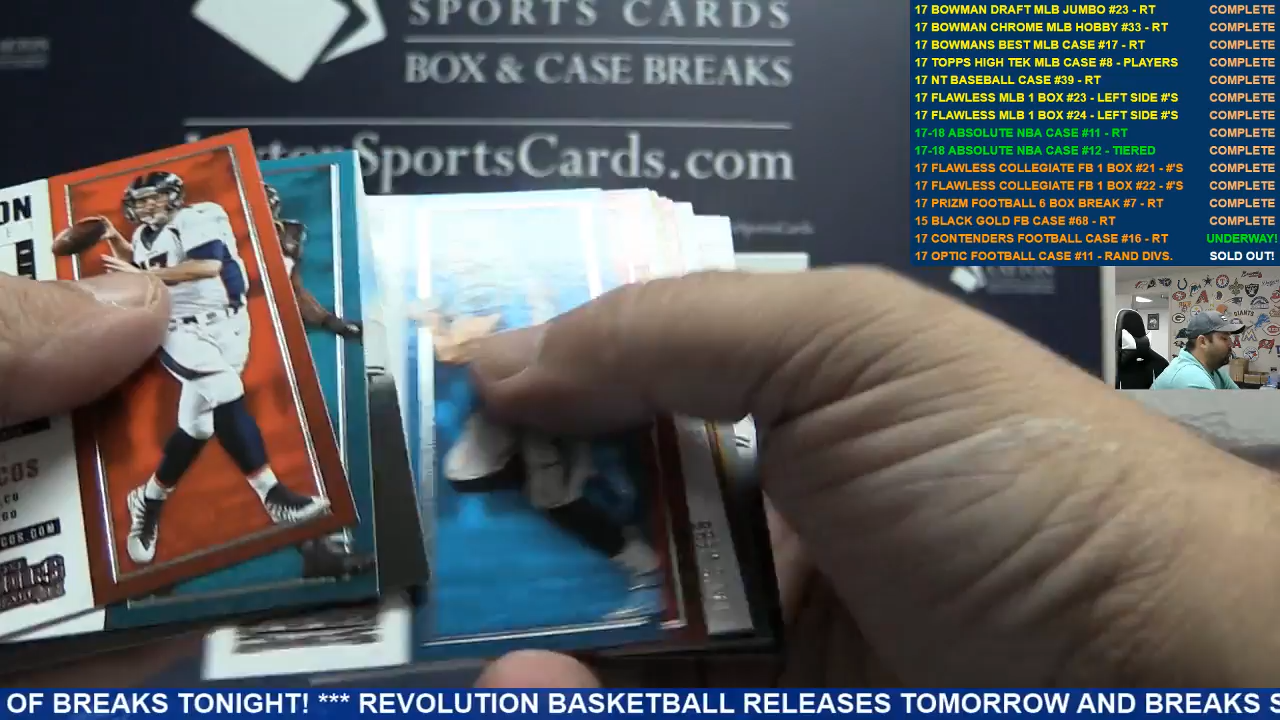 SPORTS CARDS
BOX & CASE BREAKS
SportsCards.com
17 BOWMAN DRAFT MLB JUMBO #23 - RT COMPLETE
17 BOWMAN CHROME MLB HOBBY #33 - RT COMPLETE
17 BOWMANS BEST MLB CASE #17 - RT COMPLETE
17 TOPPS HIGH TEK MLB CASE #8 - PLAYERS COMPLETE
17 NT BASEBALL CASE #39 - RT COMPLETE
17 FLAWLESS MLB 1 BOX #23 - LEFT SIDE #'S COMPLETE
17 FLAWLESS MLB 1 BOX #24 - LEFT SIDE #'S COMPLETE
17-18 ABSOLUTE NBA CASE #11 - RT COMPLETE
17-18 ABSOLUTE NBA CASE #12 - TIERED COMPLETE
17 FLAWLESS COLLEGIATE FB 1 BOX #21 - #'S COMPLETE
17 FLAWLESS COLLEGIATE FB 1 BOX #22 - #'S COMPLETE
17 PRIZM FOOTBALL 6 BOX BREAK #7 - RT COMPLETE
15 BLACK GOLD FB CASE #68 - RT COMPLETE
17 CONTENDERS FOOTBALL CASE #16 - RT UNDERWAY!
17 OPTIC FOOTBALL CASE #11 - RAND DIVS. SOLD OUT!
ON
COS
COS.COM
GIANTS
OF BREAKS TONIGHT! *** REVOLUTION BASKETBALL RELEASES TOMORROW AND BREAKS S